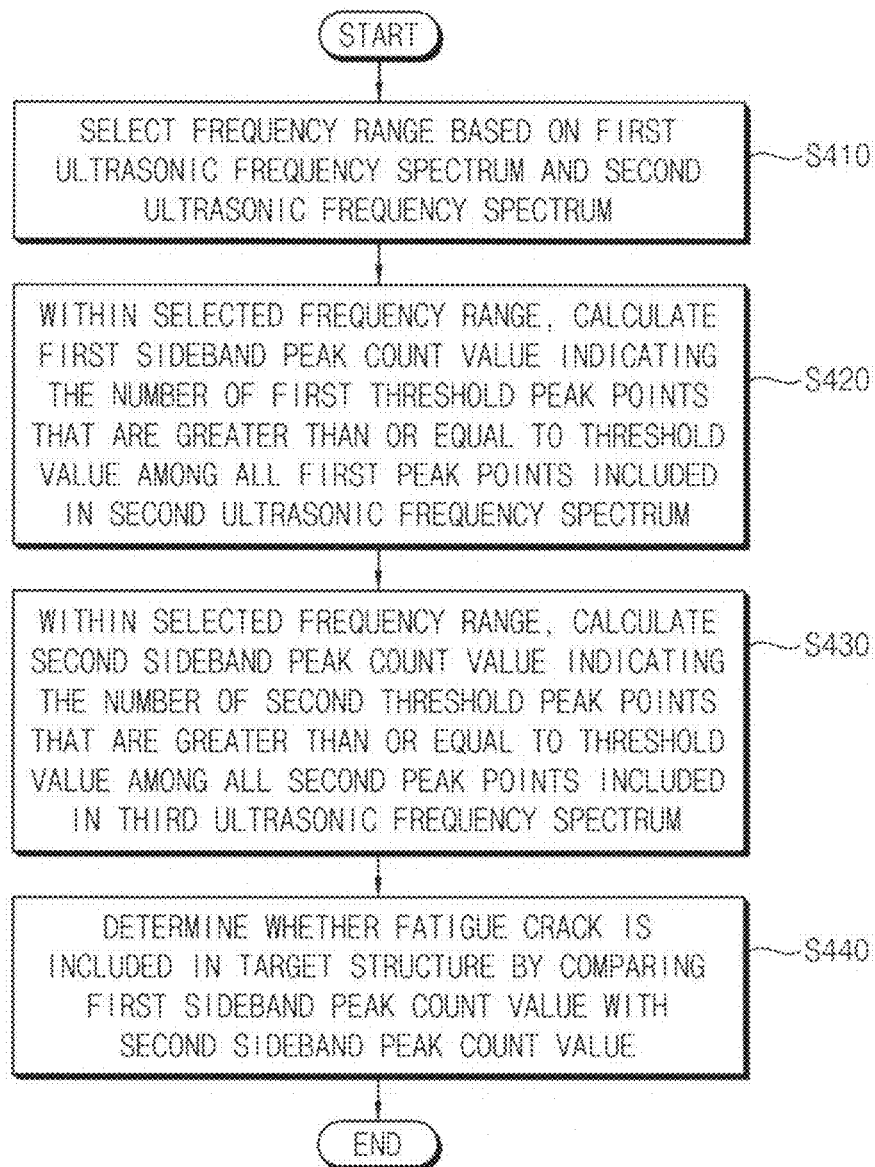 START
SELECT FREQUENCY RANGE BASED ON FIRST
ULTRASONIC FREQUENCY SPECTRUM AND SECOND
ULTRASONIC FREQUENCY SPECTRUM
S410
WITHIN SELECTED FREQUENCY RANGE, CALCULATE
FIRST SIDEBAND PEAK COUNT VALUE INDICATING
THE NUMBER OF FIRST THRESHOLD PEAK POINTS
THAT ARE GREATER THAN OR EQUAL TO THRESHOLD
VALUE AMONG ALL FIRST PEAK POINTS INCLUDED
IN SECOND ULTRASONIC FREQUENCY SPECTRUM
S420
WITHIN SELECTED FREQUENCY RANGE, CALCULATE
SECOND SIDEBAND PEAK COUNT VALUE INDICATING
THE NUMBER OF SECOND THRESHOLD PEAK POINTS
THAT ARE GREATER THAN OR EQUAL TO THRESHOLD
VALUE AMONG ALL SECOND PEAK POINTS INCLUDED
IN THIRD ULTRASONIC FREQUENCY SPECTRUM
S430
DETERMINE WHETHER FATIGUE CRACK IS
INCLUDED IN TARGET STRUCTURE BY COMPARING
FIRST SIDEBAND PEAK COUNT VALUE WITH
SECOND SIDEBAND PEAK COUNT VALUE
S440
END